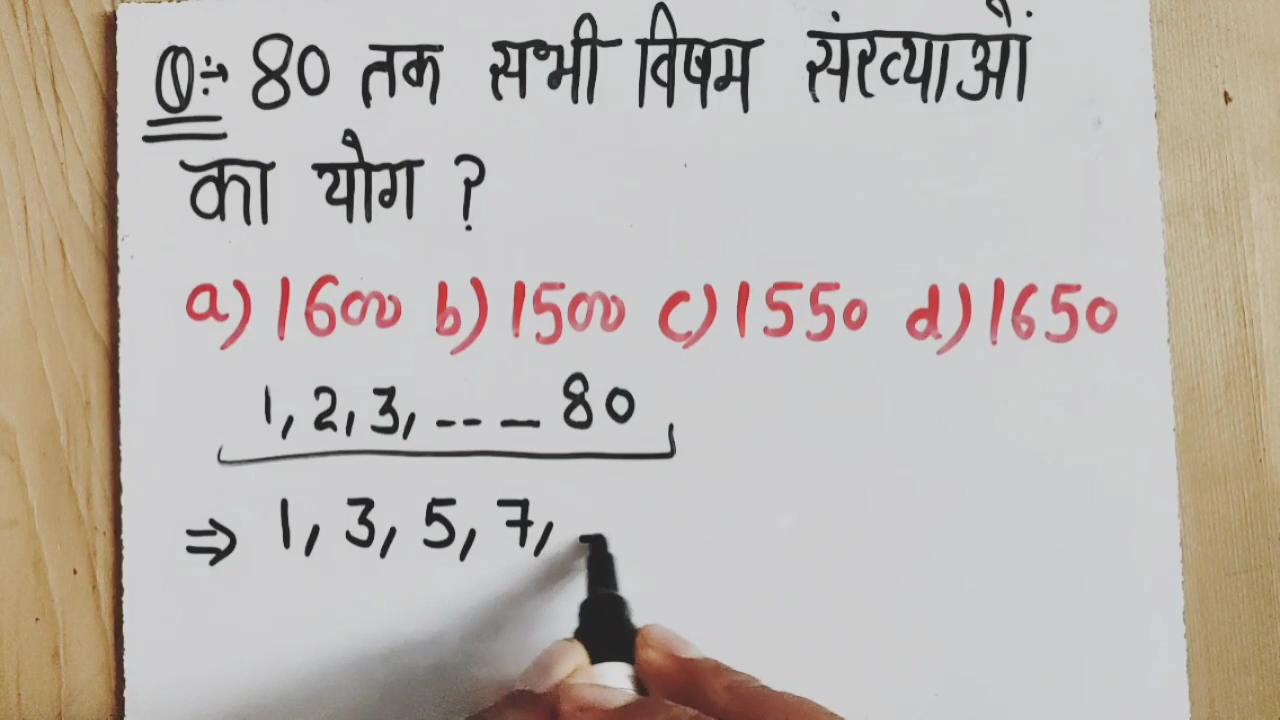 Q:→ 80 तक सभी विषम संख्याओं
का योग ?
a) 1600 b) 1500 c) 1550 d) 1650
1, 2, 3, - - - 80
⇒ 1, 3, 5, 7, -